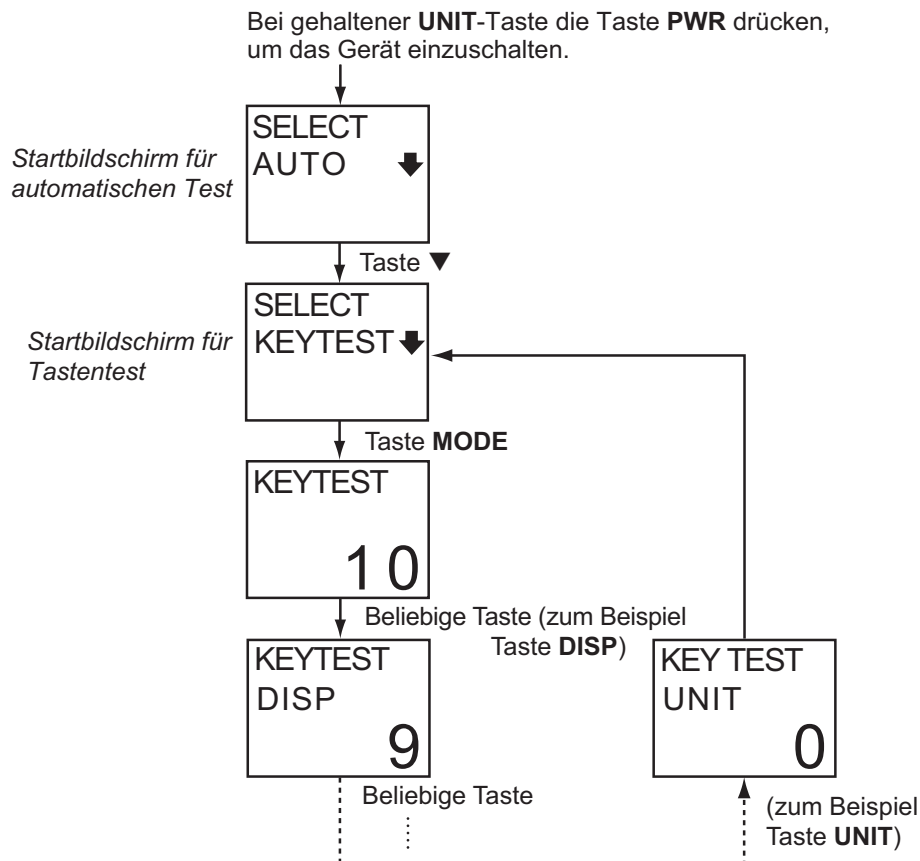 Bei gehaltener UNIT-Taste die Taste PWR drücken,
um das Gerät einzuschalten.
SELECT
AUTO
Startbildschirm für
automatischen Test
Taste ▼
SELECT
KEYTEST
Startbildschirm für
Tastentest
Taste MODE
KEYTEST
10
Beliebige Taste (zum Beispiel
Taste DISP)
KEYTEST
DISP
9
KEY TEST
UNIT
0
Beliebige Taste
(zum Beispiel
Taste UNIT)